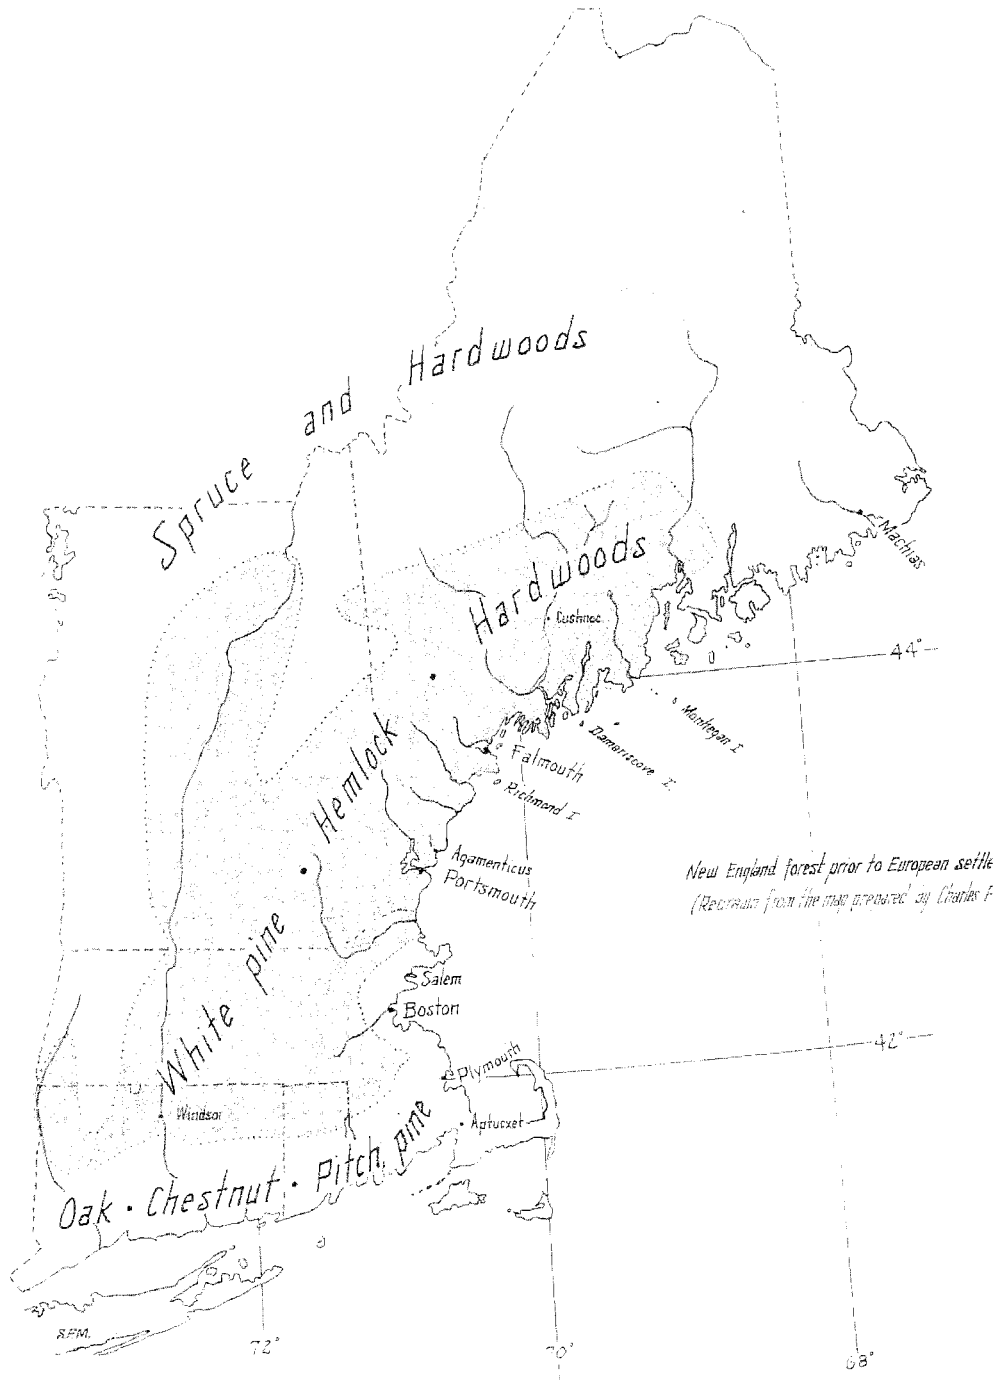 Spruce and Hardwoods
White pine • Hemlock • Hardwoods
Oak • Chestnut • Pitch pine
Machias
Cushnoc
44°
Monhegan I
Damariscove I.
Falmouth
Richmond I
Agamenticus
Portsmouth
New England forest prior to European settle
(Redrawn from the map prepared by Charles F
Salem
Boston
42°
Plymouth
Windsor
Aptucxet
S.F.M.
72°
70°
68°